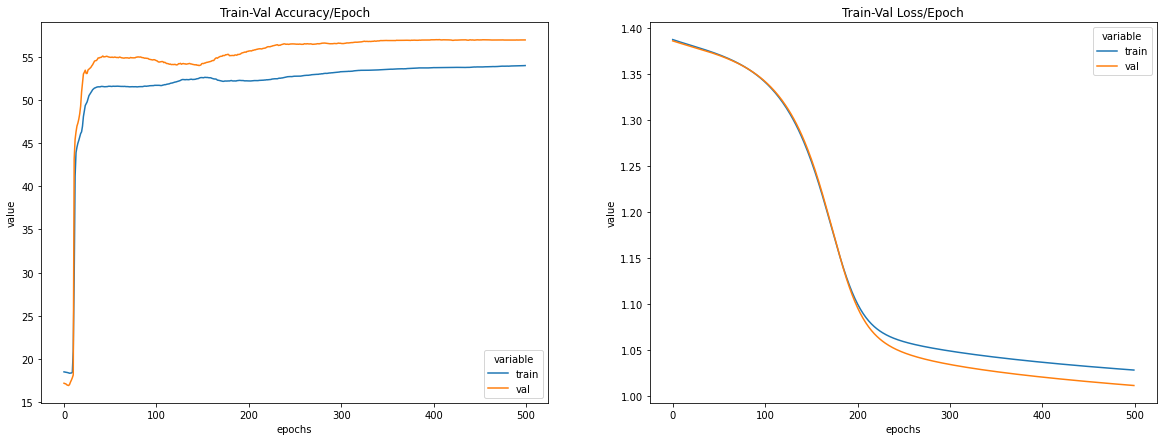 Train-Val Accuracy/Epoch
value
55
50
45
40
35
30
25
20
15
0
100
200
300
400
500
epochs
variable
train
val
Train-Val Loss/Epoch
value
1.40
1.35
1.30
1.25
1.20
1.15
1.10
1.05
1.00
0
100
200
300
400
500
epochs
variable
train
val